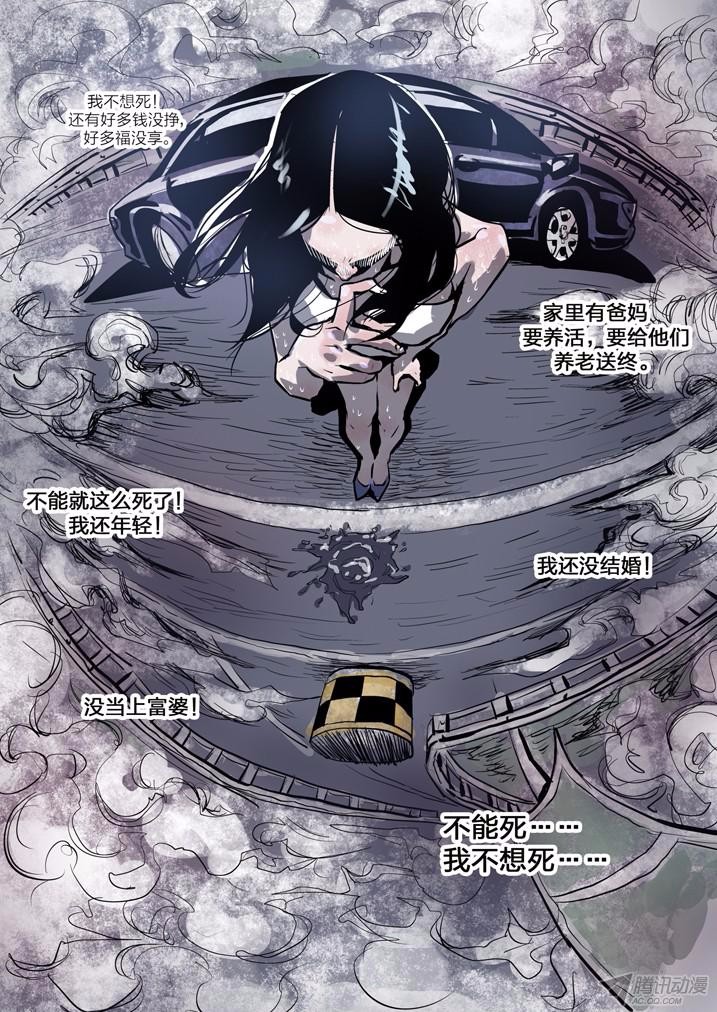 我不想死！
还有好多钱没挣，
好多福没享。
家里有爸妈
要养活，要给他们
养老送终。
不能就这么死了！
我还年轻！
我还没结婚！
没当上富婆！
不能死……
我不想死……
腾讯动漫
AC.QQ.COM